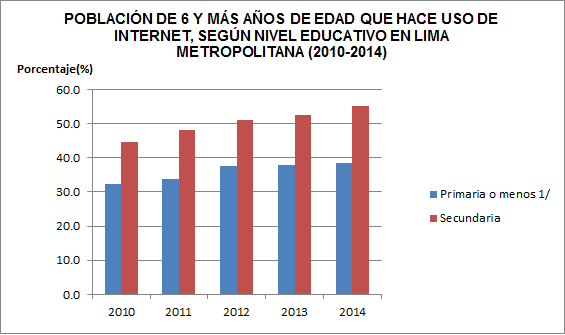 POBLACIÓN DE 6 Y MÁS AÑOS DE EDAD QUE HACE USO DE
INTERNET, SEGÚN NIVEL EDUCATIVO EN LIMA
METROPOLITANA (2010-2014)
Porcentaje(%)
60.0
50.0
40.0
30.0
20.0
10.0
0.0
2010 2011 2012 2013 2014
Primaria o menos 1/
Secundaria